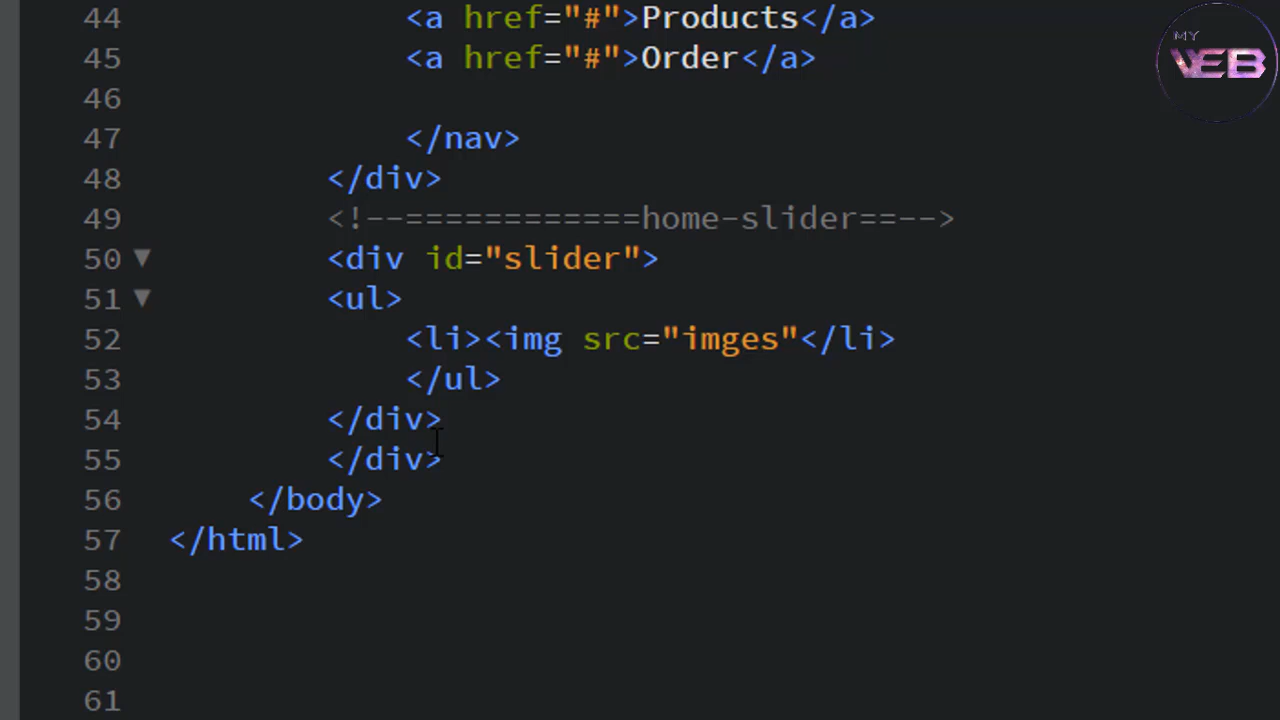 44 <a href="#">Products</a>
45 <a href="#">Order</a>
46
47 </nav>
48 </div>
49 <!--============home-slider==-->
50 ▼ <div id="slider">
51 ▼ <ul>
52 <li><img src="imges"</li>
53 </ul>
54 </div>
55 </div>
56 </body>
57 </html>
58
59
60
61
MY
WEB